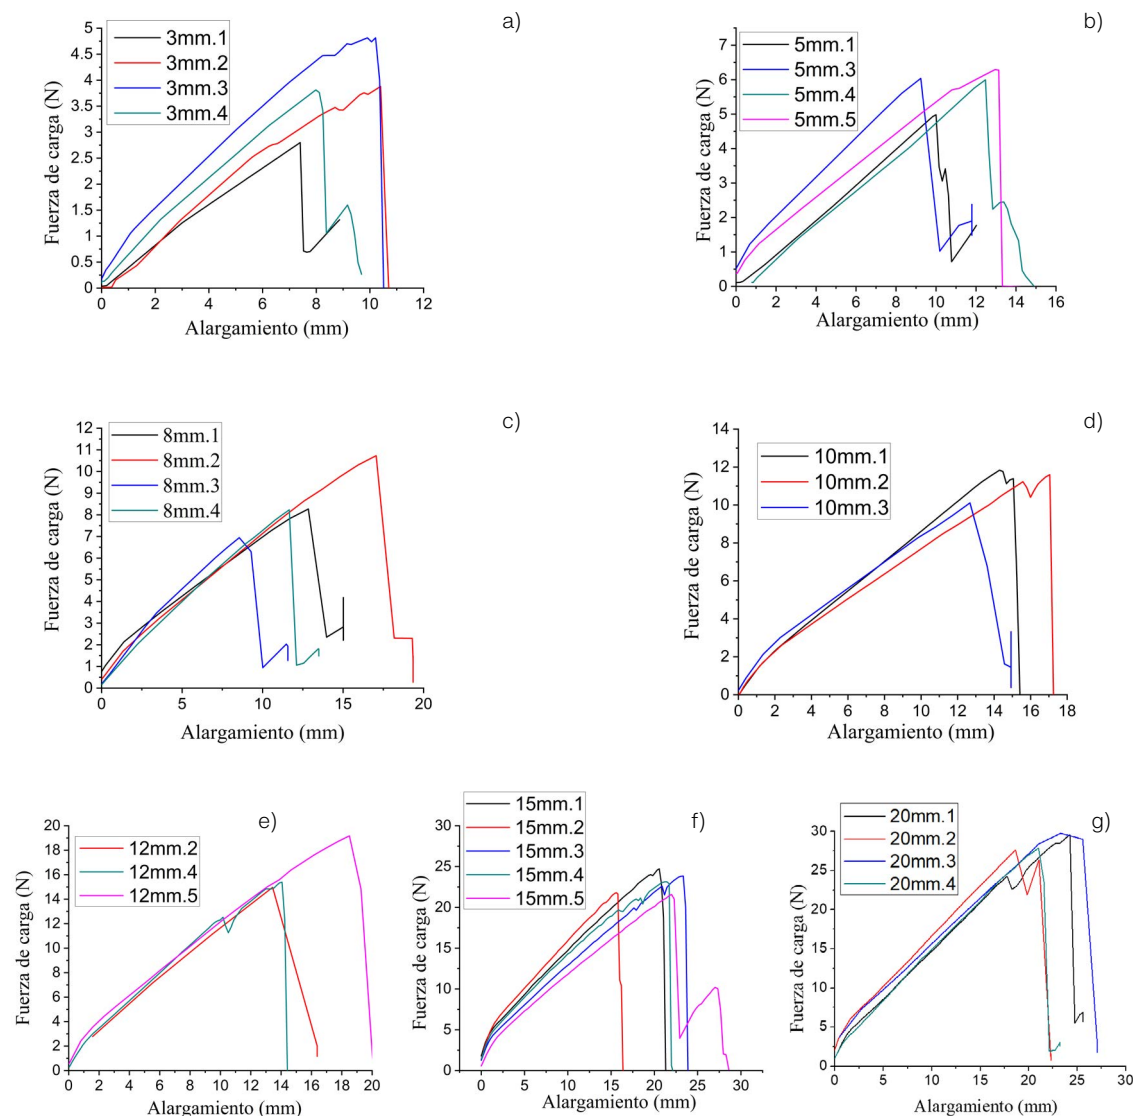 a)
3mm.1
3mm.2
3mm.3
3mm.4
Fuerza de carga (N)
5
4.5
4
3.5
3
2.5
2
1.5
1
0.5
0
0 2 4 6 8 10 12
Alargamiento (mm)
b)
5mm.1
5mm.3
5mm.4
5mm.5
Fuerza de carga (N)
8
7
6
5
4
3
2
1
0
0 2 4 6 8 10 12 14 16
Alargamiento (mm)
c)
8mm.1
8mm.2
8mm.3
8mm.4
Fuerza de carga (N)
12
11
10
9
8
7
6
5
4
3
2
1
0
0 5 10 15 20
Alargamiento (mm)
d)
10mm.1
10mm.2
10mm.3
Fuerza de carga (N)
14
12
10
8
6
4
2
0
0 2 4 6 8 10 12 14 16 18
Alargamiento (mm)
e)
12mm.2
12mm.4
12mm.5
Fuerza de carga (N)
20
18
16
14
12
10
8
6
4
2
0
0 2 4 6 8 10 12 14 16 18 20
Alargamiento (mm)
f)
15mm.1
15mm.2
15mm.3
15mm.4
15mm.5
Fuerza de carga (N)
30
25
20
15
10
5
0
0 5 10 15 20 25 30
Alargamiento (mm)
g)
20mm.1
20mm.2
20mm.3
20mm.4
Fuerza de carga (N)
30
25
20
15
10
5
0
0 5 10 15 20 25 30
Alargamiento (mm)